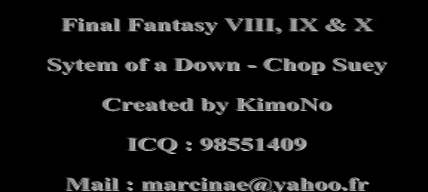 Final Fantasy VIII, IX & X
Sytem of a Down - Chop Suey
Created by KimoNo
ICQ : 98551409
Mail : marcinae@yahoo.fr